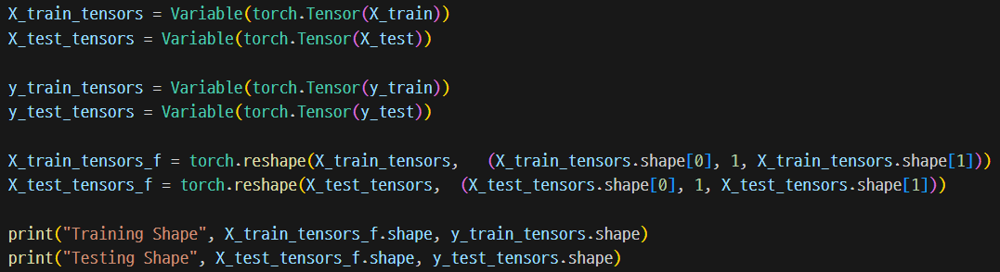 X_train_tensors = Variable(torch.Tensor(X_train))
X_test_tensors = Variable(torch.Tensor(X_test))

y_train_tensors = Variable(torch.Tensor(y_train))
y_test_tensors = Variable(torch.Tensor(y_test))

X_train_tensors_f = torch.reshape(X_train_tensors,   (X_train_tensors.shape[0], 1, X_train_tensors.shape[1]))
X_test_tensors_f = torch.reshape(X_test_tensors,  (X_test_tensors.shape[0], 1, X_test_tensors.shape[1]))

print("Training Shape", X_train_tensors_f.shape, y_train_tensors.shape)
print("Testing Shape", X_test_tensors_f.shape, y_test_tensors.shape)